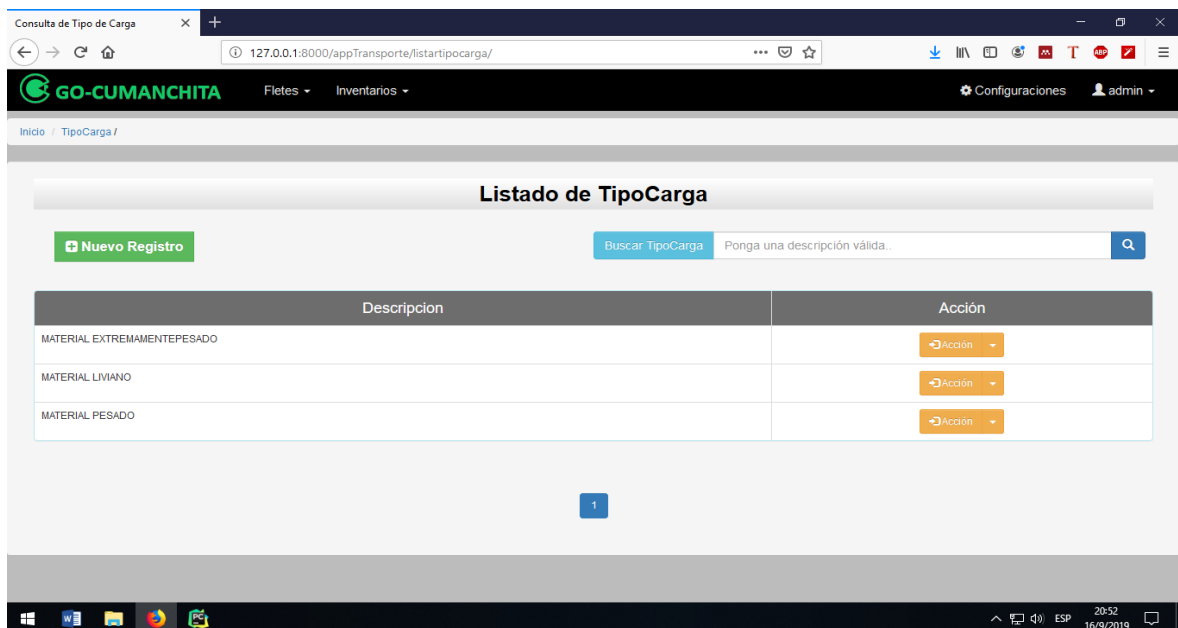 Consulta de Tipo de Carga
127.0.0.1:8000/appTransporte/listartipocarga/
T ABP
GO-CUMANCHITA Fletes Inventarios Configuraciones admin
Inicio / TipoCarga /
Listado de TipoCarga
Nuevo Registro Buscar TipoCarga Ponga una descripción válida..
Descripcion Acción
MATERIAL EXTREMAMENTEPESADO Acción
MATERIAL LIVIANO Acción
MATERIAL PESADO Acción
1
20:52
ESP
16/9/2019